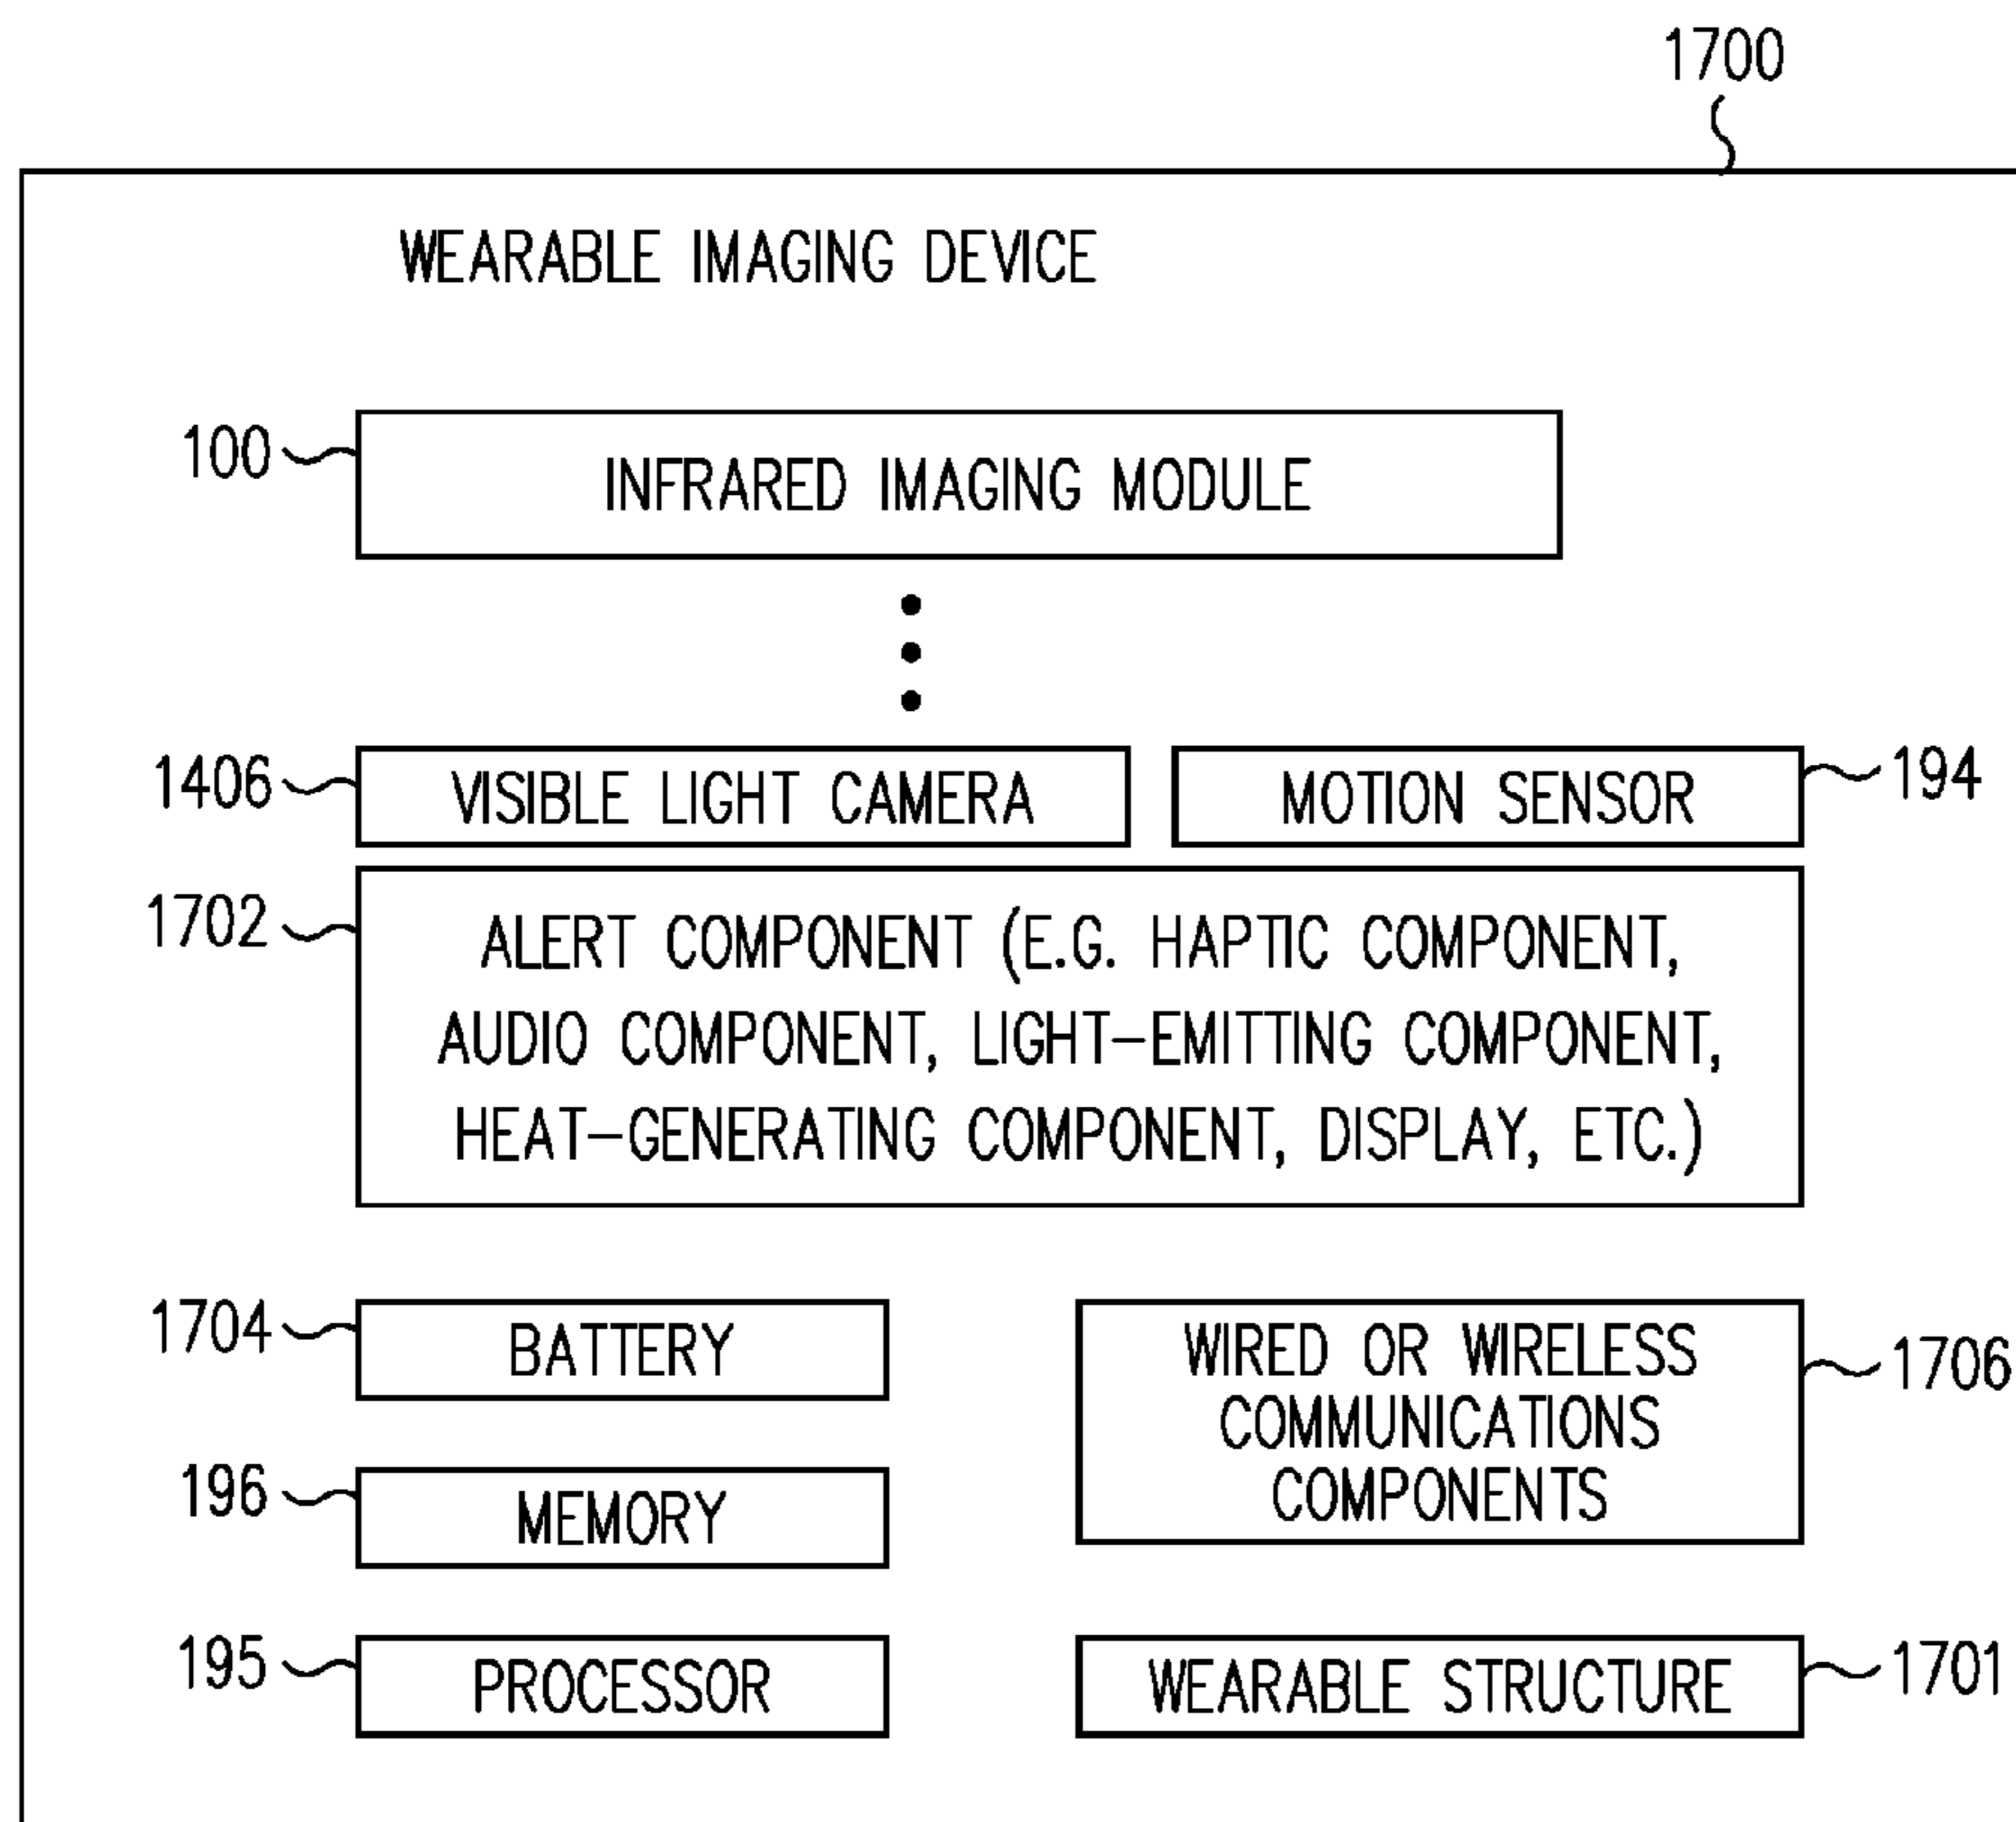 1700
WEARABLE IMAGING DEVICE
100
INFRARED IMAGING MODULE
1406
VISIBLE LIGHT CAMERA
MOTION SENSOR
194
1702
ALERT COMPONENT (E.G. HAPTIC COMPONENT,
AUDIO COMPONENT, LIGHT-EMITTING COMPONENT,
HEAT-GENERATING COMPONENT, DISPLAY, ETC.)
1704
BATTERY
WIRED OR WIRELESS
COMMUNICATIONS
COMPONENTS
1706
196
MEMORY
195
PROCESSOR
WEARABLE STRUCTURE
1701